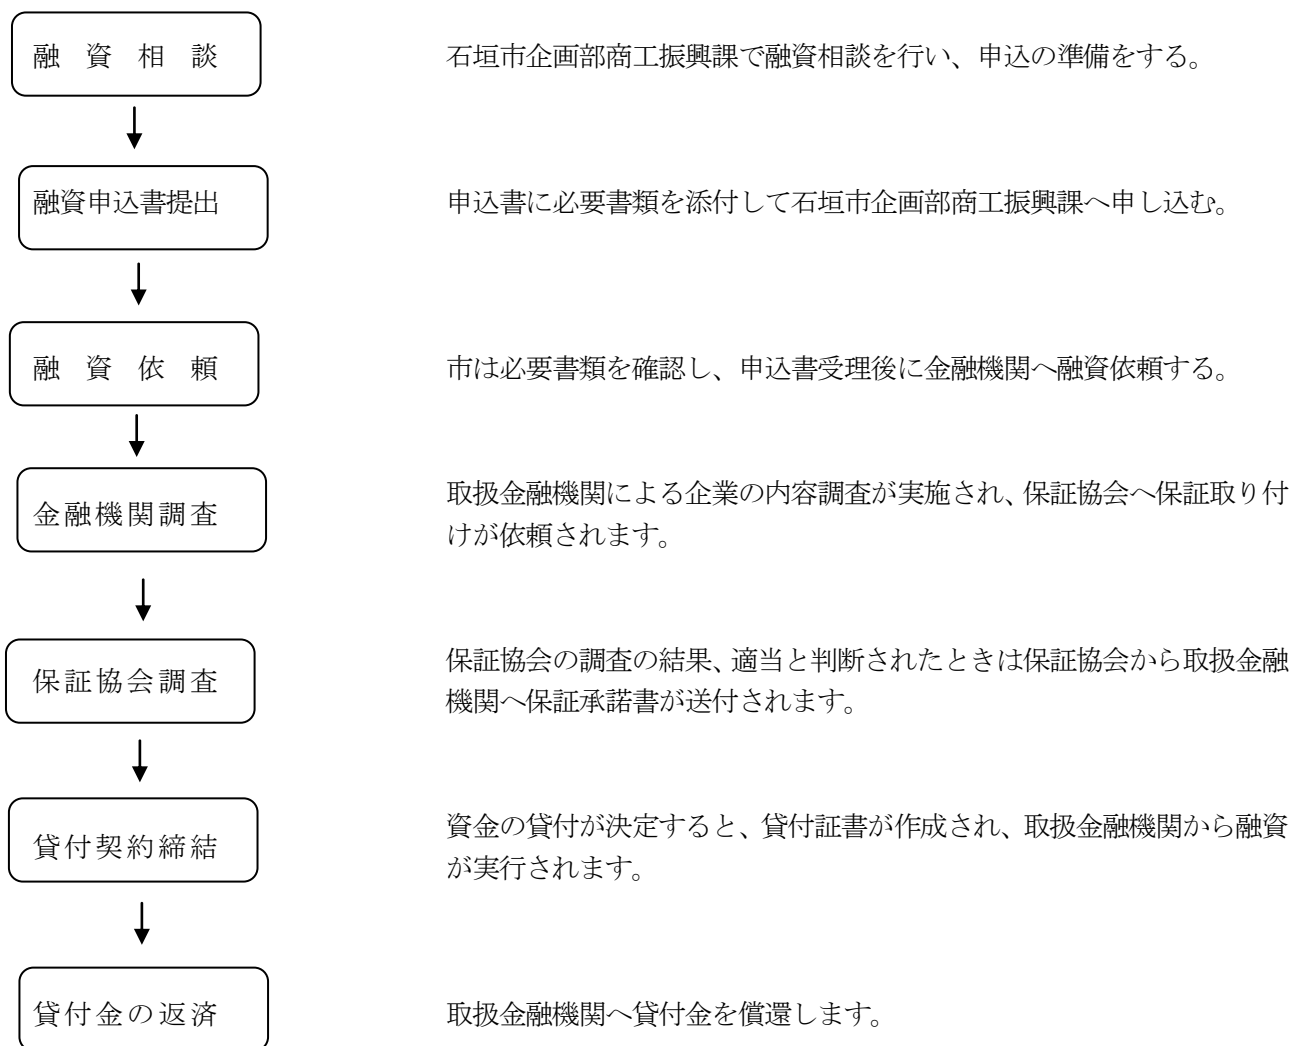 融資相談
石垣市企画部商工振興課で融資相談を行い、申込の準備をする。
融資申込書提出
申込書に必要書類を添付して石垣市企画部商工振興課へ申し込む。
融資依頼
市は必要書類を確認し、申込書受理後に金融機関へ融資依頼する。
金融機関調査
取扱金融機関による企業の内容調査が実施され、保証協会へ保証取り付
けが依頼されます。
保証協会調査
保証協会の調査の結果、適当と判断されたときは保証協会から取扱金融
機関へ保証承諾書が送付されます。
貸付契約締結
資金の貸付が決定すると、貸付証書が作成され、取扱金融機関から融資
が実行されます。
貸付金の返済
取扱金融機関へ貸付金を償還します。